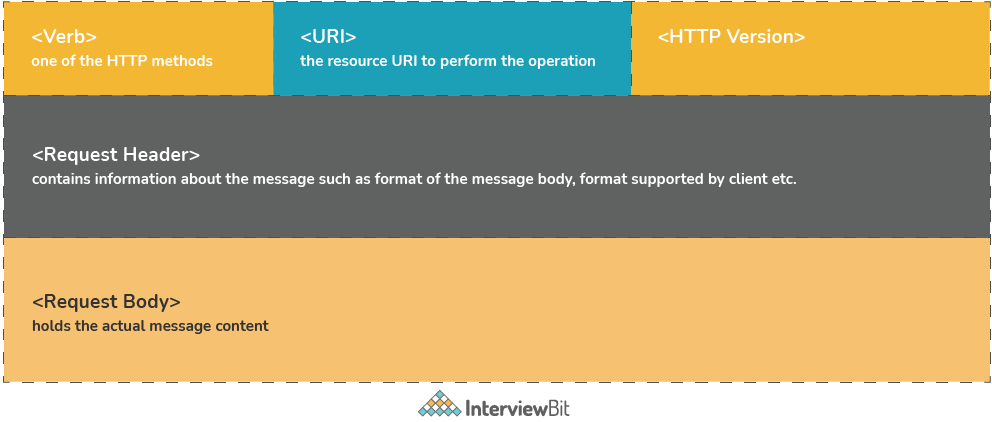 <Verb>
one of the HTTP methods
<URI>
the resource URI to perform the operation
<HTTP Version>
<Request Header>
contains information about the message such as format of the message body, format supported by client etc.
<Request Body>
holds the actual message content
InterviewBit